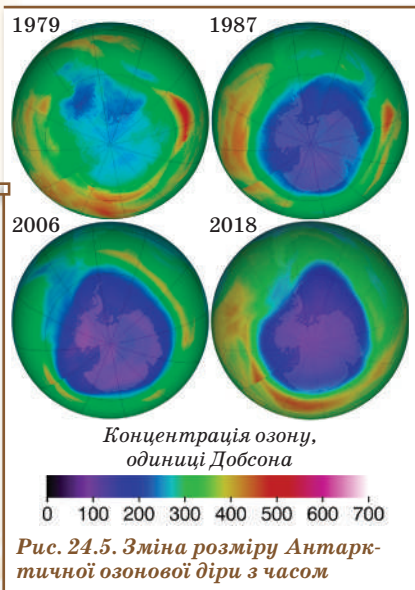 1979 1987
2006 2018
Концентрація озону,
одиниці Добсона
0 100 200 300 400 500 600 700
Рис. 24.5. Зміна розміру Антарк-
тичної озонової діри з часом